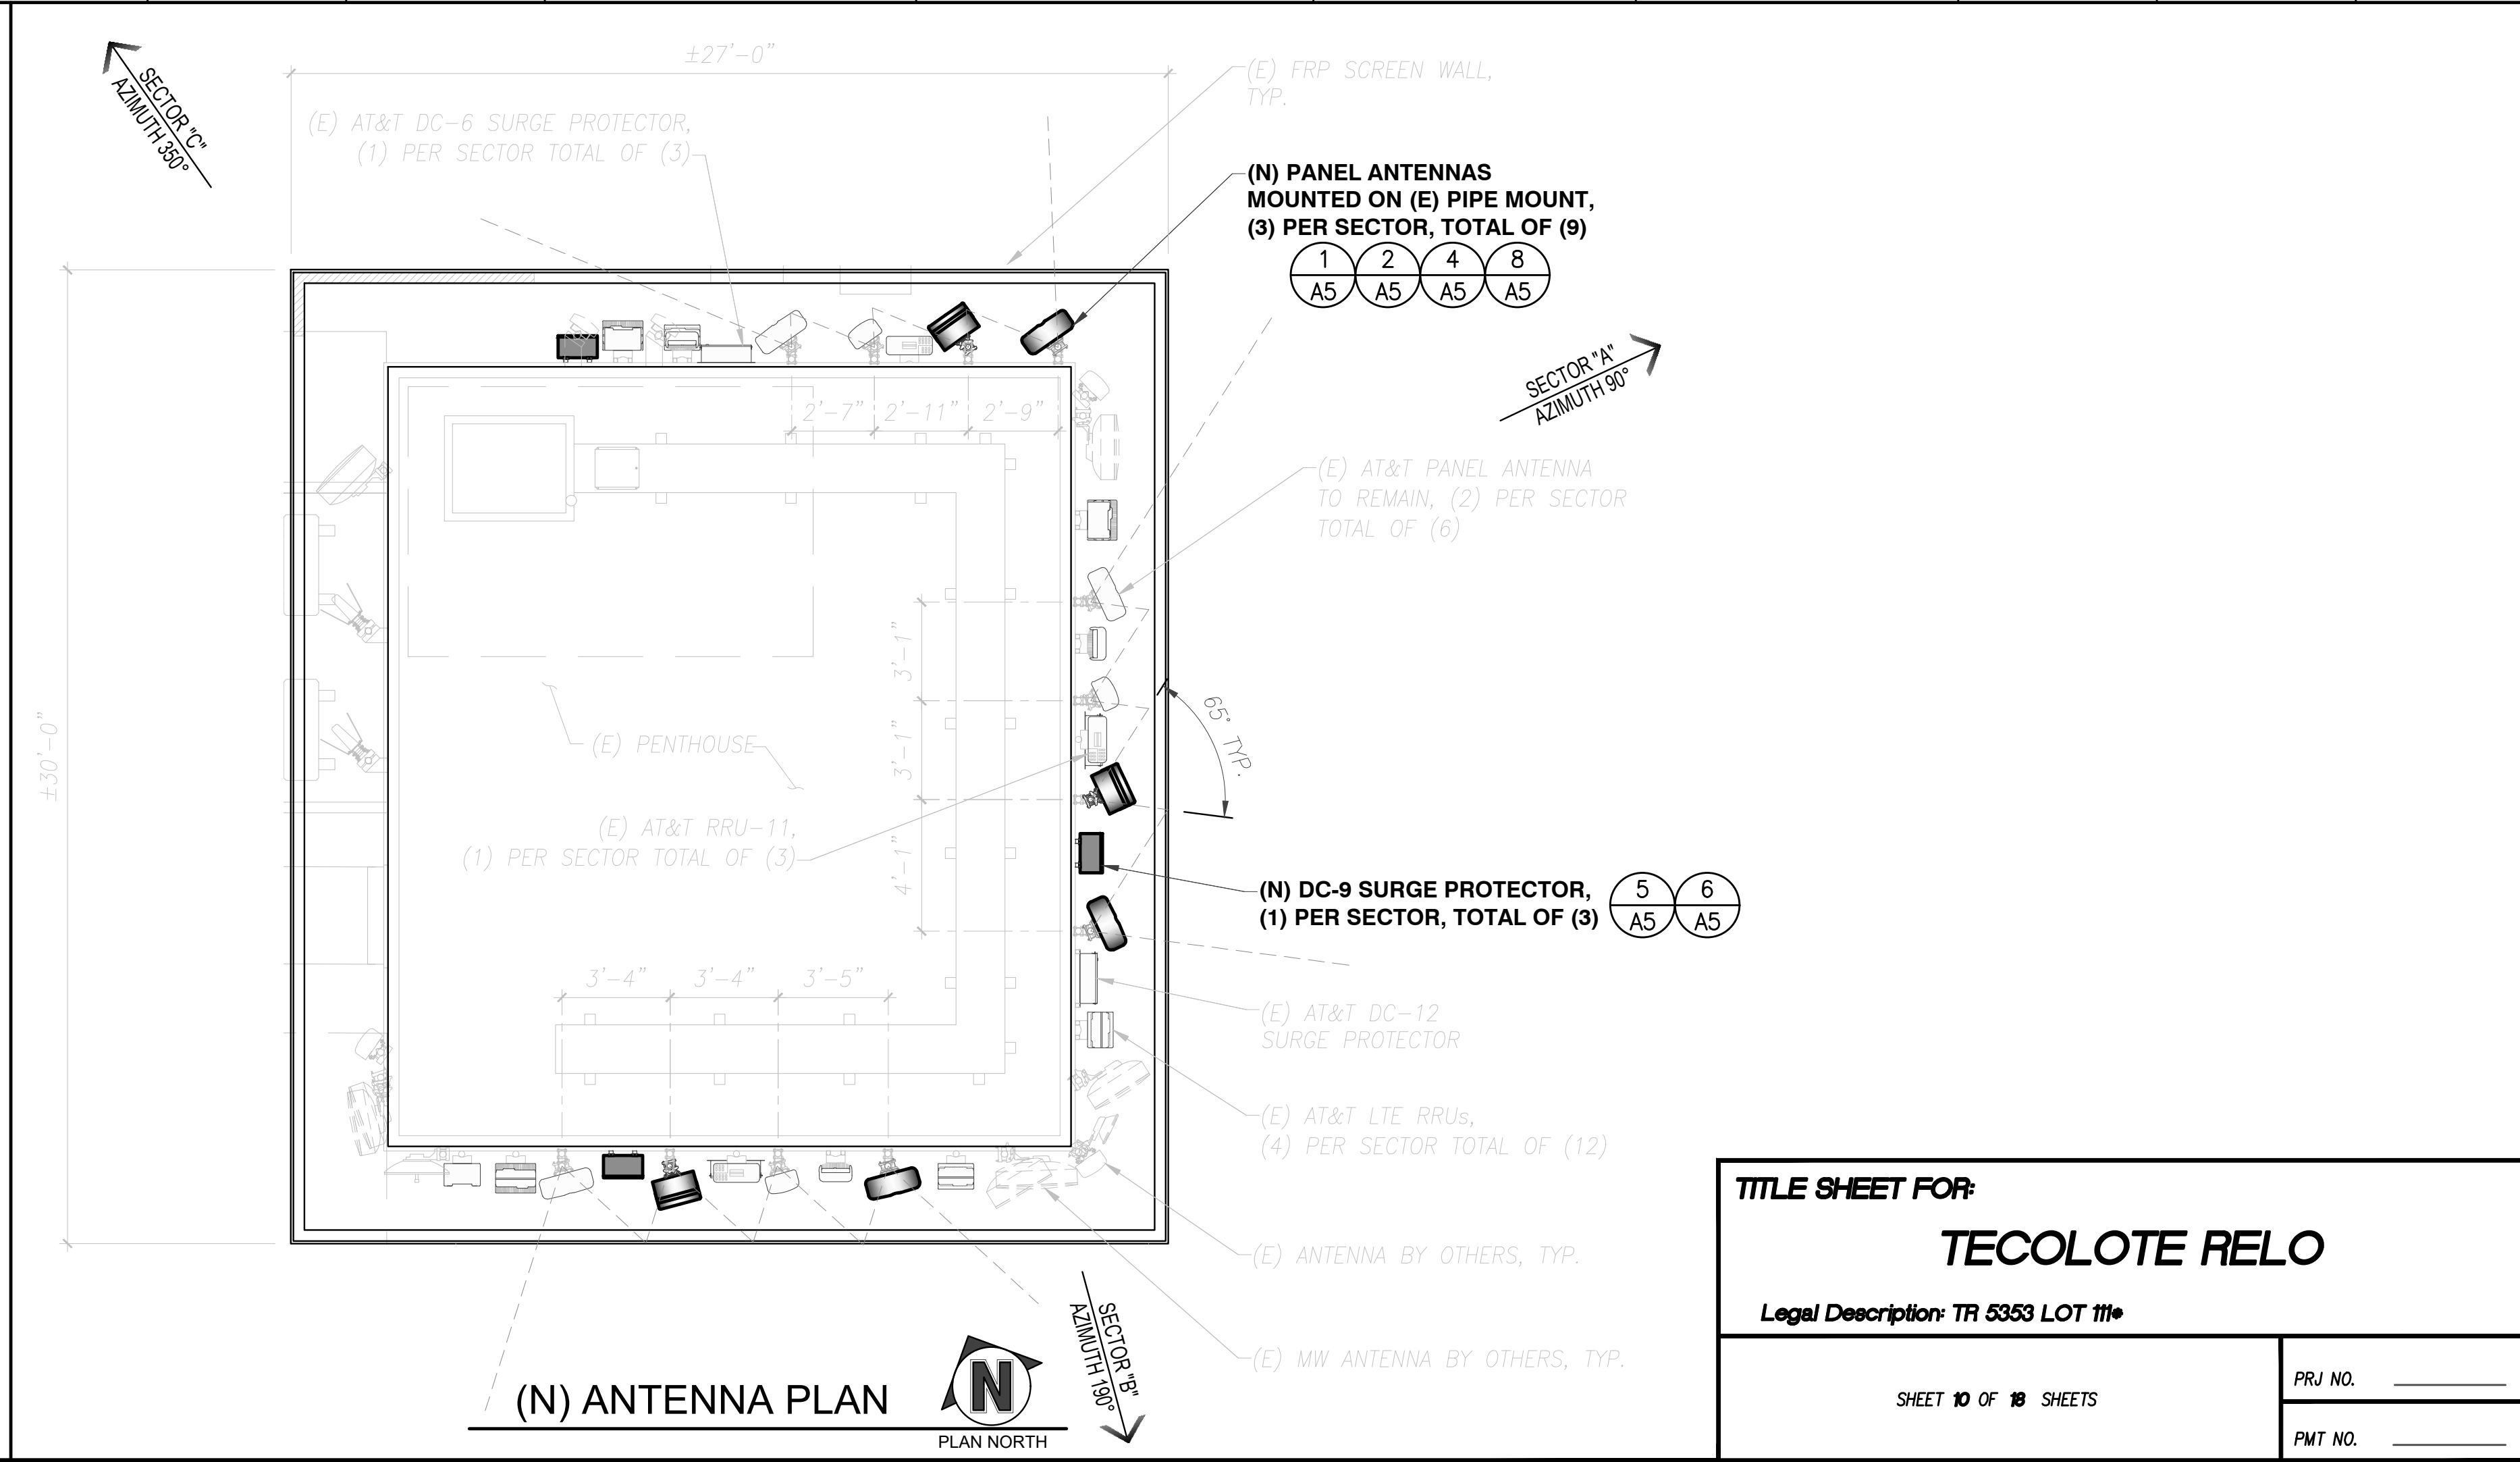 SECTOR "C"
AZIMUTH 350°
±27'-0"
(E) FRP SCREEN WALL,
TYP.
(E) AT&T DC-6 SURGE PROTECTOR,
(1) PER SECTOR TOTAL OF (3)
(N) PANEL ANTENNAS
MOUNTED ON (E) PIPE MOUNT,
(3) PER SECTOR, TOTAL OF (9)
1 2 4 8
A5 A5 A5 A5
SECTOR "A"
AZIMUTH 90°
2'-7" 2'-11" 2'-9"
(E) AT&T PANEL ANTENNA
TO REMAIN, (2) PER SECTOR
TOTAL OF (6)
3'-1"
3'-1"
4'-1"
65° TYP.
±30'-0"
(E) PENTHOUSE
(E) AT&T RRU-11,
(1) PER SECTOR TOTAL OF (3)
(N) DC-9 SURGE PROTECTOR,
(1) PER SECTOR, TOTAL OF (3)
5 6
A5 A5
3'-4" 3'-4" 3'-5"
(E) AT&T DC-12
SURGE PROTECTOR
(E) AT&T LTE RRUs,
(4) PER SECTOR TOTAL OF (12)
(E) ANTENNA BY OTHERS, TYP.
(E) MW ANTENNA BY OTHERS, TYP.
SECTOR "B"
AZIMUTH 190°
(N) ANTENNA PLAN
N
PLAN NORTH
TITLE SHEET FOR:
TECOLOTE RELO
Legal Description: TR 5353 LOT 111*
SHEET 10 OF 18 SHEETS
PRJ NO.
PMT NO.